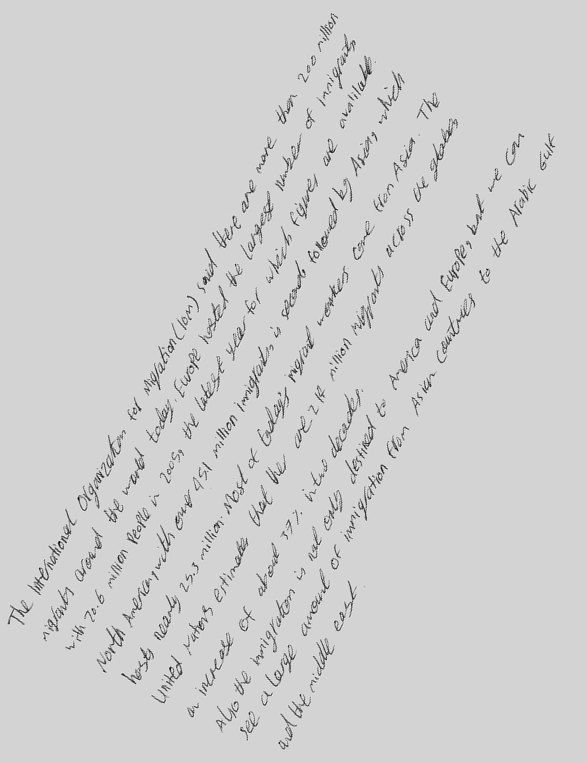 The International Organization for Migration (IOM) said there are more than 200 million
migrants around the world today. Europe hosted the largest number of immigrants,
with 70.6 million People in 2005, the latest year for which figures are available.
North America, with over 45.1 million immigrants is second, followed by Asia, which
hosts nearly 25.3 million. Most of today's migrant workers come from Asia. The
United Nations estimates that ther are 214 million migrants across the globe,
an increase of about 37% in two decades.
Also the immigration is not only destined to America and Europe, but we can
see a large amount of immigration from Asian Countries to the Arabic Gulf
and the middle east.